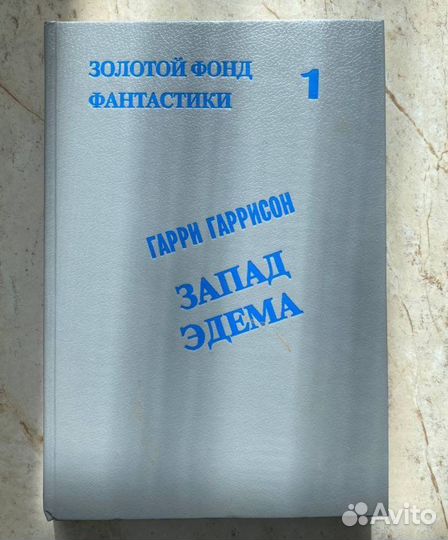 ЗОЛОТОЙ ФОНД
ФАНТАСТИКИ
1
ГАРРИ ГАРРИСОН
ЗАПАД
ЭДЕМА
Avito